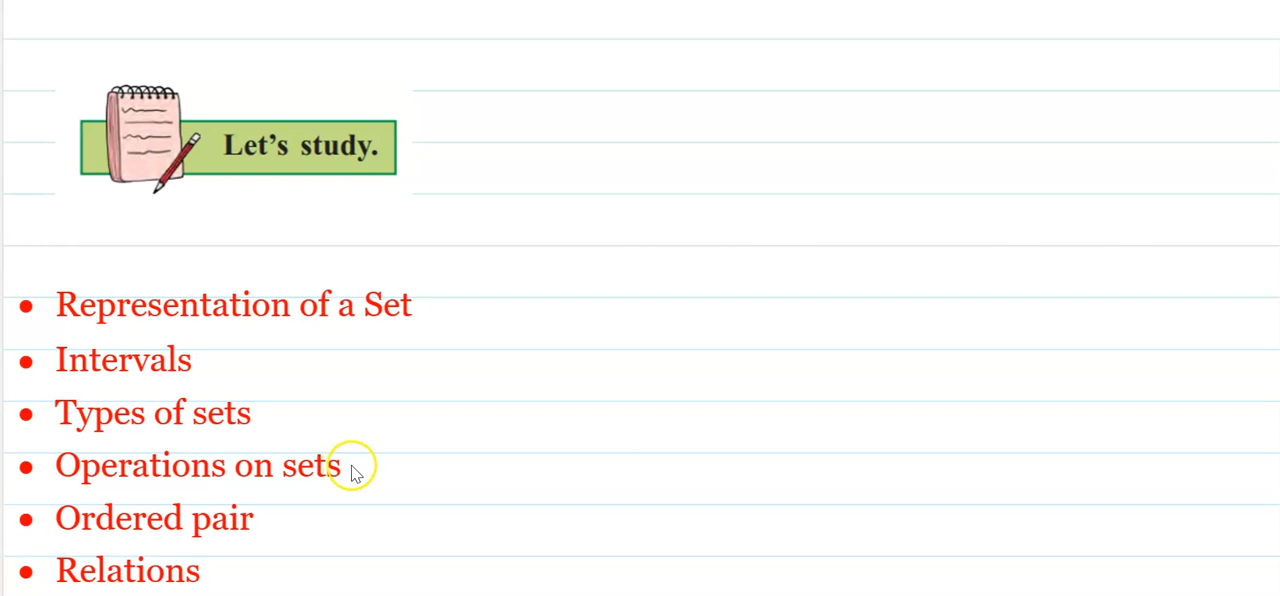 Let's study.
• Representation of a Set
• Intervals
• Types of sets
• Operations on sets
• Ordered pair
• Relations